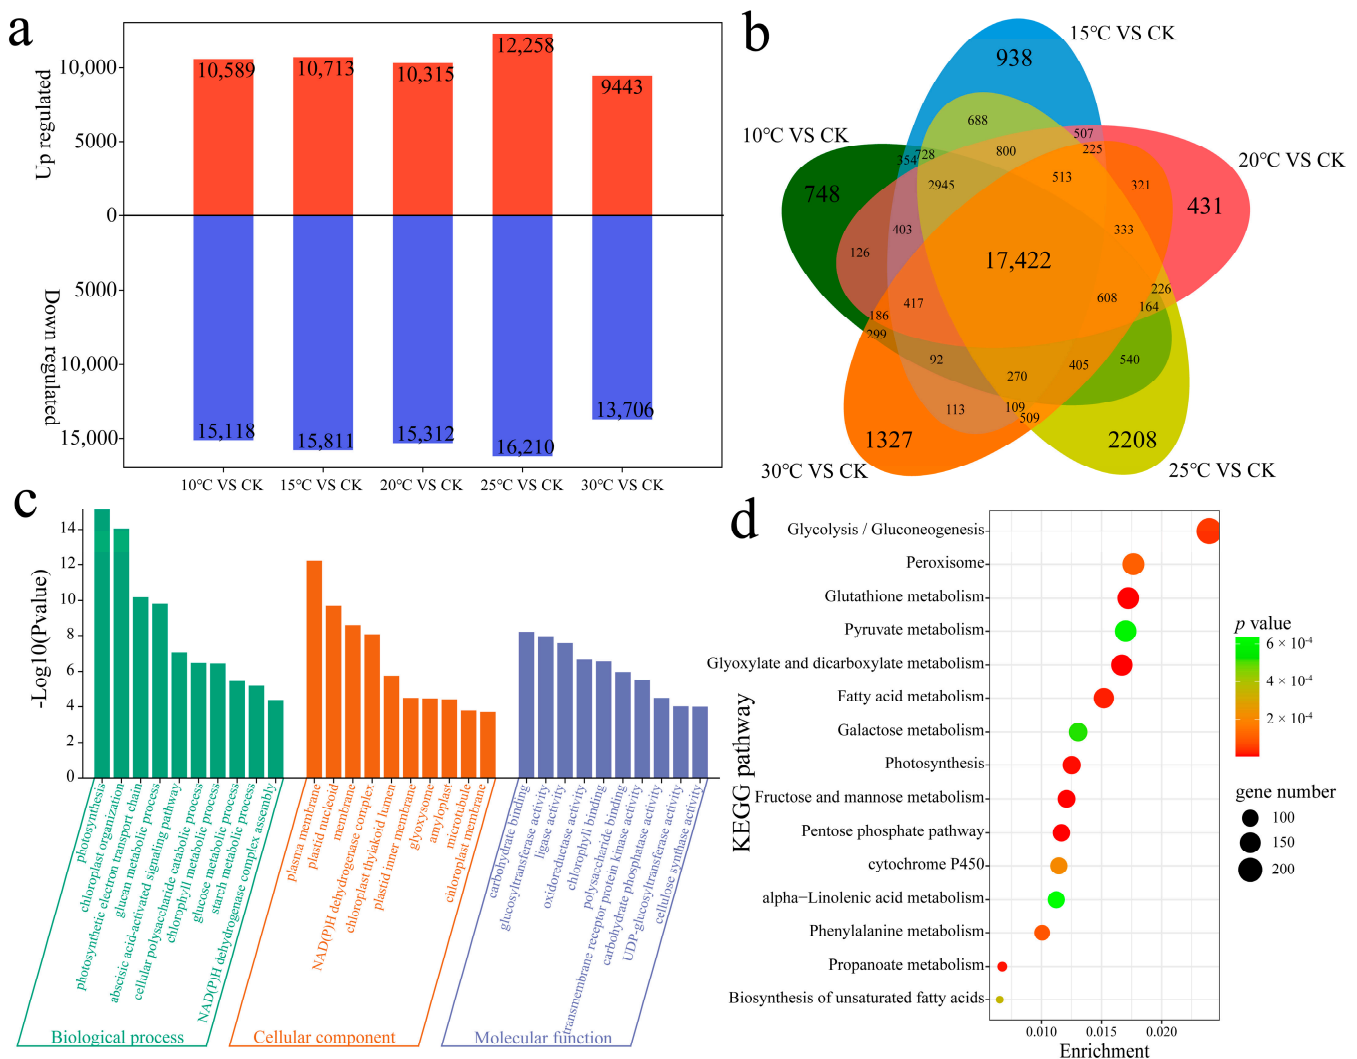 a
Up regulated
Down regulated
10,000
5000
0
5000
10,000
15,000
10,589
10,713
10,315
12,258
9443
15,118
15,811
15,312
16,210
13,706
10℃ VS CK
15℃ VS CK
20℃ VS CK
25℃ VS CK
30℃ VS CK
b
15℃ VS CK
10℃ VS CK
20℃ VS CK
30℃ VS CK
25℃ VS CK
938
688
507
354
728
800
225
748
2945
513
321
431
403
333
126
17,422
417
608
226
164
186
299
92
270
405
540
113
109
509
1327
2208
c
-Log10(Pvalue)
14
12
10
8
6
4
2
0
photosynthesis
chloroplast organization
photosynthetic electron transport chain
glucan metabolic process
abscisic acid-activated signaling pathway
cellular polysaccharide catabolic process
chlorophyll metabolic process
glucose metabolic process
starch metabolic process
NAD(P)H dehydrogenase complex assembly
Biological process
plasma membrane
plastid nucleoid
membrane
NAD(P)H dehydrogenase complex
chloroplast thylakoid lumen
plastid inner membrane
glyoxysome
amyloplast
microtubule
chloroplast membrane
Cellular component
carbohydrate binding
glucosyltransferase activity
ligase activity
oxidoreductase activity
chlorophyll binding
polysaccharide binding
transmembrane receptor protein kinase activity
carbohydrate phosphatase activity
UDP-glucosyltransferase activity
cellulose synthase activity
Molecular function
d
KEGG pathway
Glycolysis / Gluconeogenesis
Peroxisome
Glutathione metabolism
Pyruvate metabolism
Glyoxylate and dicarboxylate metabolism
Fatty acid metabolism
Galactose metabolism
Photosynthesis
Fructose and mannose metabolism
Pentose phosphate pathway
cytochrome P450
alpha−Linolenic acid metabolism
Phenylalanine metabolism
Propanoate metabolism
Biosynthesis of unsaturated fatty acids
0.010
0.015
0.020
Enrichment
p value
6 × 10⁻⁴
4 × 10⁻⁴
2 × 10⁻⁴
gene number
100
150
200